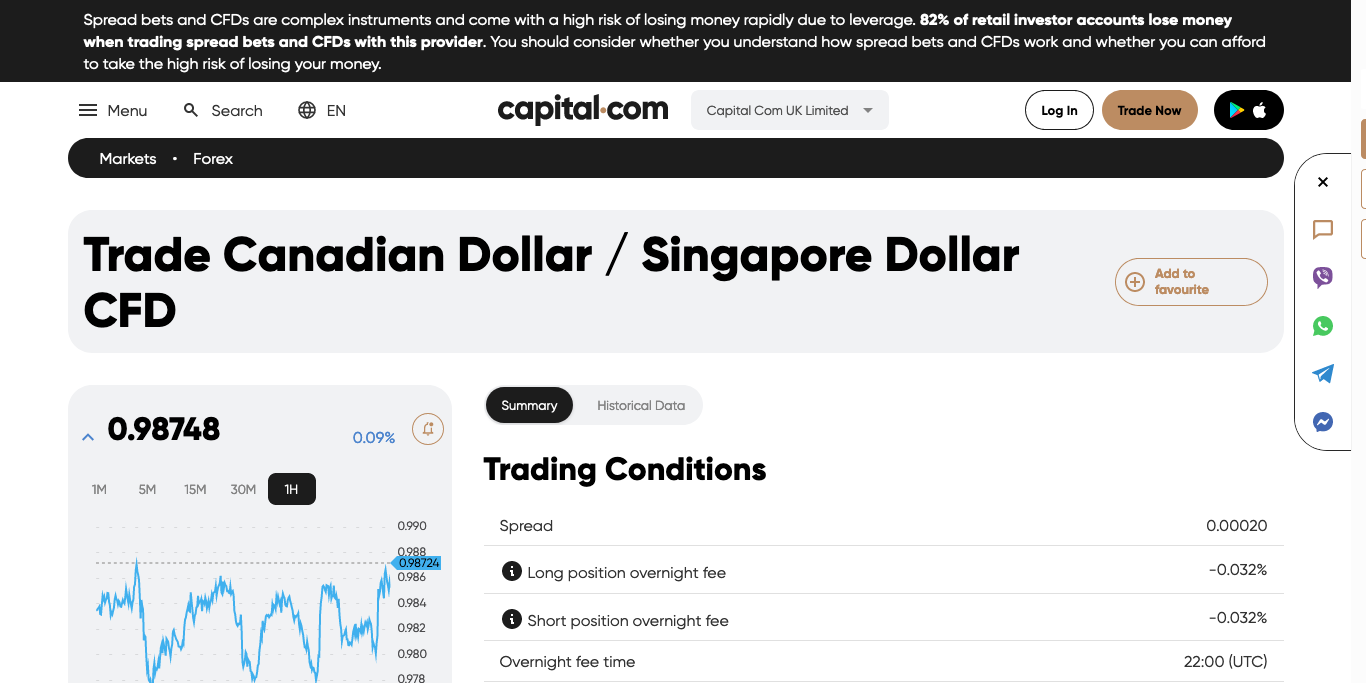 Spread bets and CFDs are complex instruments and come with a high risk of losing money rapidly due to leverage. 82% of retail investor accounts lose money
when trading spread bets and CFDs with this provider. You should consider whether you understand how spread bets and CFDs work and whether you can afford
to take the high risk of losing your money.
Menu
Search
EN
capital.com
Capital Com UK Limited
Log In
Trade Now
Markets • Forex
Trade Canadian Dollar / Singapore Dollar
CFD
Add to
favourite
0.98748
0.09%
1M
5M
15M
30M
1H
0.990
0.988
0.98724
0.986
0.984
0.982
0.980
0.978
Summary
Historical Data
Trading Conditions
Spread 0.00020
Long position overnight fee -0.032%
Short position overnight fee -0.032%
Overnight fee time 22:00 (UTC)